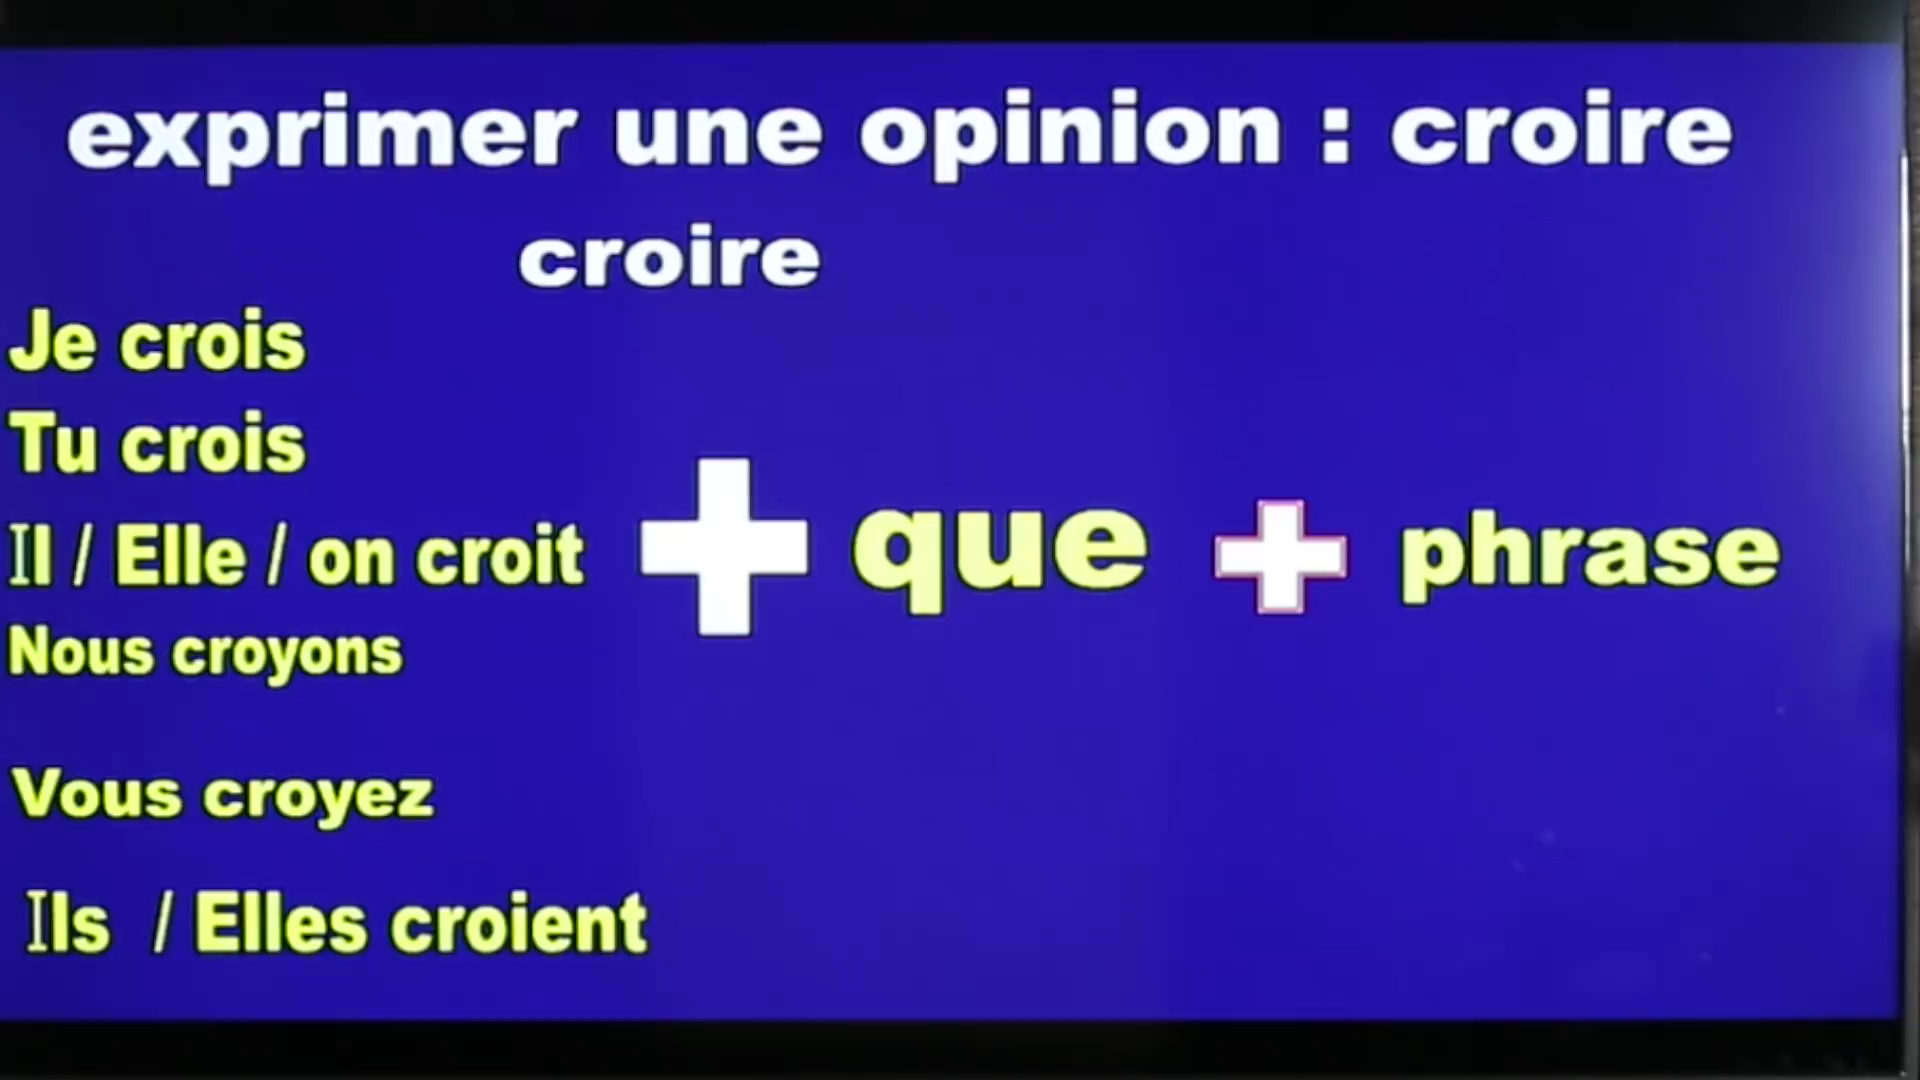 exprimer une opinion : croire
croire
Je crois
Tu crois
Il / Elle / on croit + que + phrase
Nous croyons
Vous croyez
Ils / Elles croient